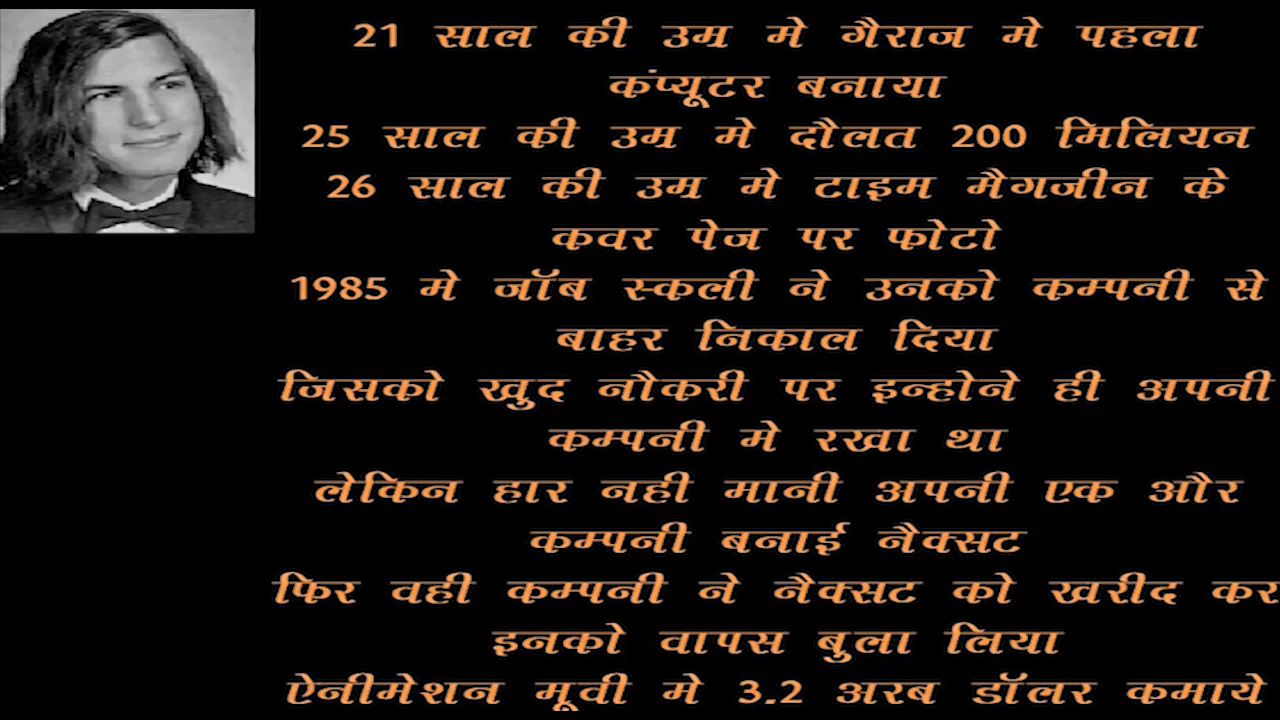 21 साल की उम्र मे गैराज मे पहला
कंप्यूटर बनाया
25 साल की उम्र मे दौलत 200 मिलियन
26 साल की उम्र मे टाइम मैगजीन के
कवर पेज पर फोटो
1985 मे जॉब स्कली ने उनको कम्पनी से
बाहर निकाल दिया
जिसको खुद नौकरी पर इन्होने ही अपनी
कम्पनी मे रखा था
लेकिन हार नही मानी अपनी एक और
कम्पनी बनाई नैक्सट
फिर वही कम्पनी ने नैक्सट को खरीद कर
इनको वापस बुला लिया
ऐनीमेशन मूवी मे 3.2 अरब डॉलर कमाये